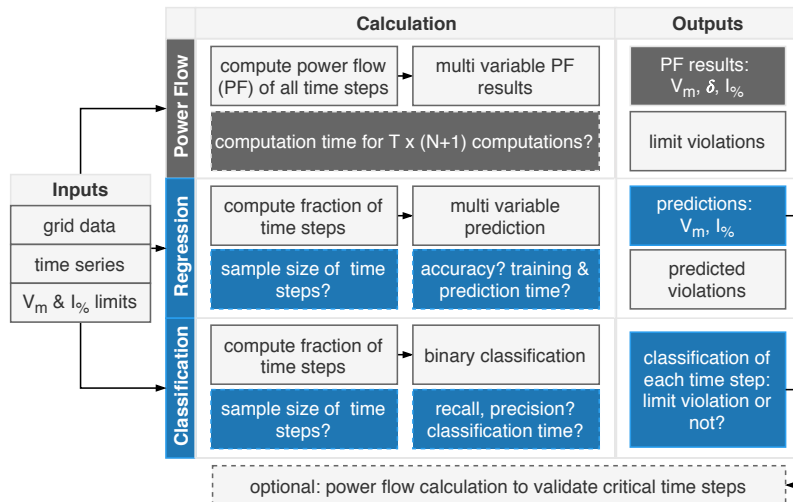 Calculation
Outputs
Power Flow
compute power flow
(PF) of all time steps
multi variable PF
results
PF results:
Vm, δ, I%
computation time for T x (N+1) computations?
limit violations
Inputs
grid data
time series
Vm & I% limits
Regression
compute fraction of
time steps
multi variable
prediction
predictions:
Vm, I%
sample size of time
steps?
accuracy? training &
prediction time?
predicted
violations
Classification
compute fraction of
time steps
binary classification
classification of
each time step:
limit violation or
not?
sample size of time
steps?
recall, precision?
classification time?
optional: power flow calculation to validate critical time steps